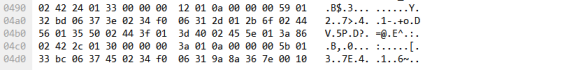 0490  02 42 24 01 33 00 00 00  12 01 0a 00 00 00 59 01  .B$.3... ......Y.
04a0  32 bd 06 37 3e 02 34 f0  06 31 2d 01 2b 6f 02 44  2..7>.4. .1-.+o.D
04b0  56 01 35 50 02 44 3f 01  3d 40 02 45 5e 01 3a 86  V.5P.D?. =@.E^.:.
04c0  02 42 2c 01 30 00 00 00  3a 01 0a 00 00 00 5b 01  .B,.0... :.....[.
04d0  33 bc 06 37 45 02 34 f0  06 31 9a 8a 36 7e 00 10  3..7E.4. .1..6~..